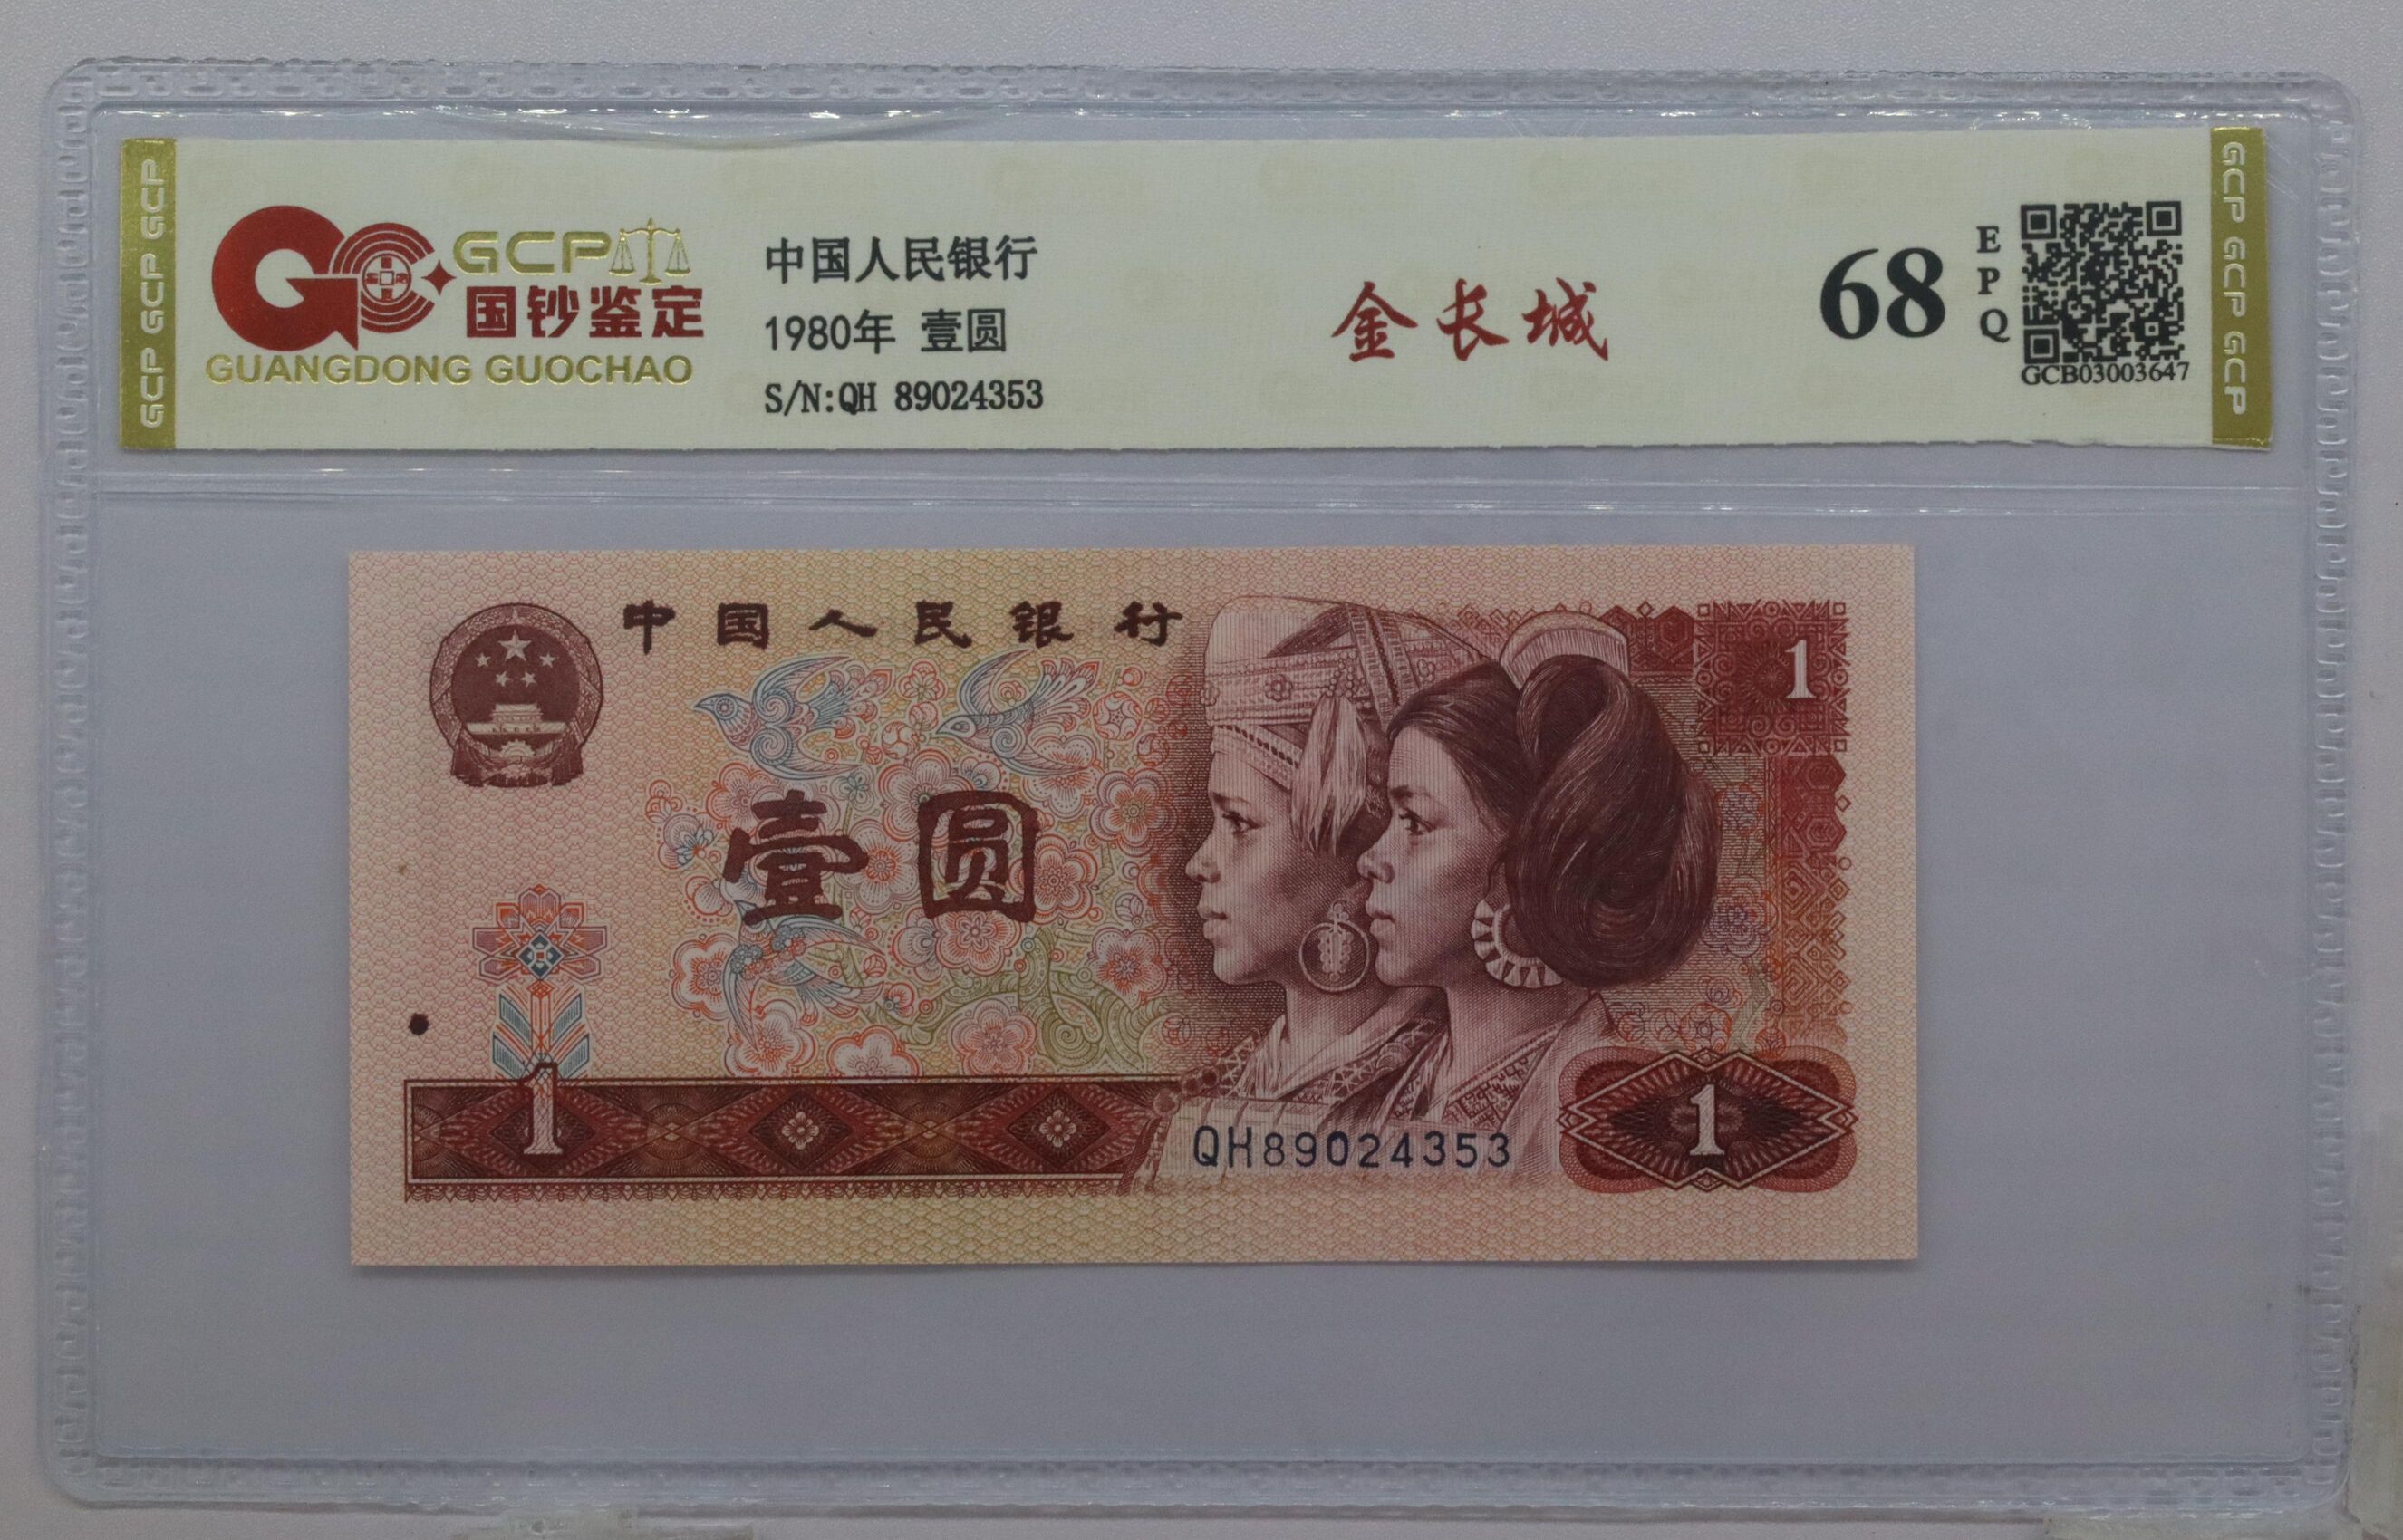 GCP GCP GCP
GCP
国钞鉴定
GUANGDONG GUOCHAO
中国人民银行
1980年 壹圆
S/N:QH 89024353
金长城
68
EPQ
GCB03003647
GCP GCP GCP
中国人民银行
1
壹圆
1
QH89024353
1